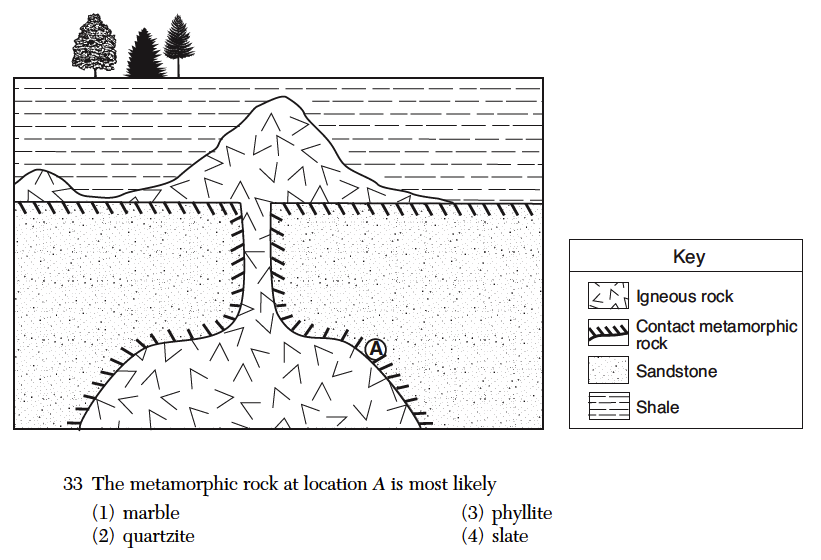 A
Key
Igneous rock
Contact metamorphic
rock
Sandstone
Shale
33 The metamorphic rock at location A is most likely
(1) marble
(2) quartzite
(3) phyllite
(4) slate